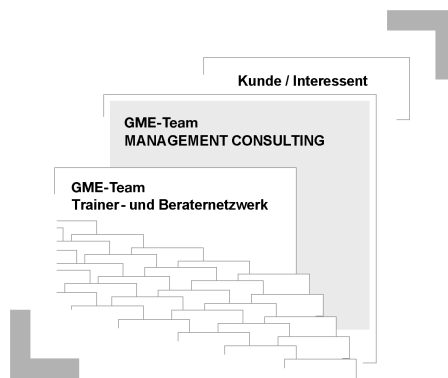 Kunde / Interessent
GME-Team
MANAGEMENT CONSULTING
GME-Team
Trainer- und Beraternetzwerk